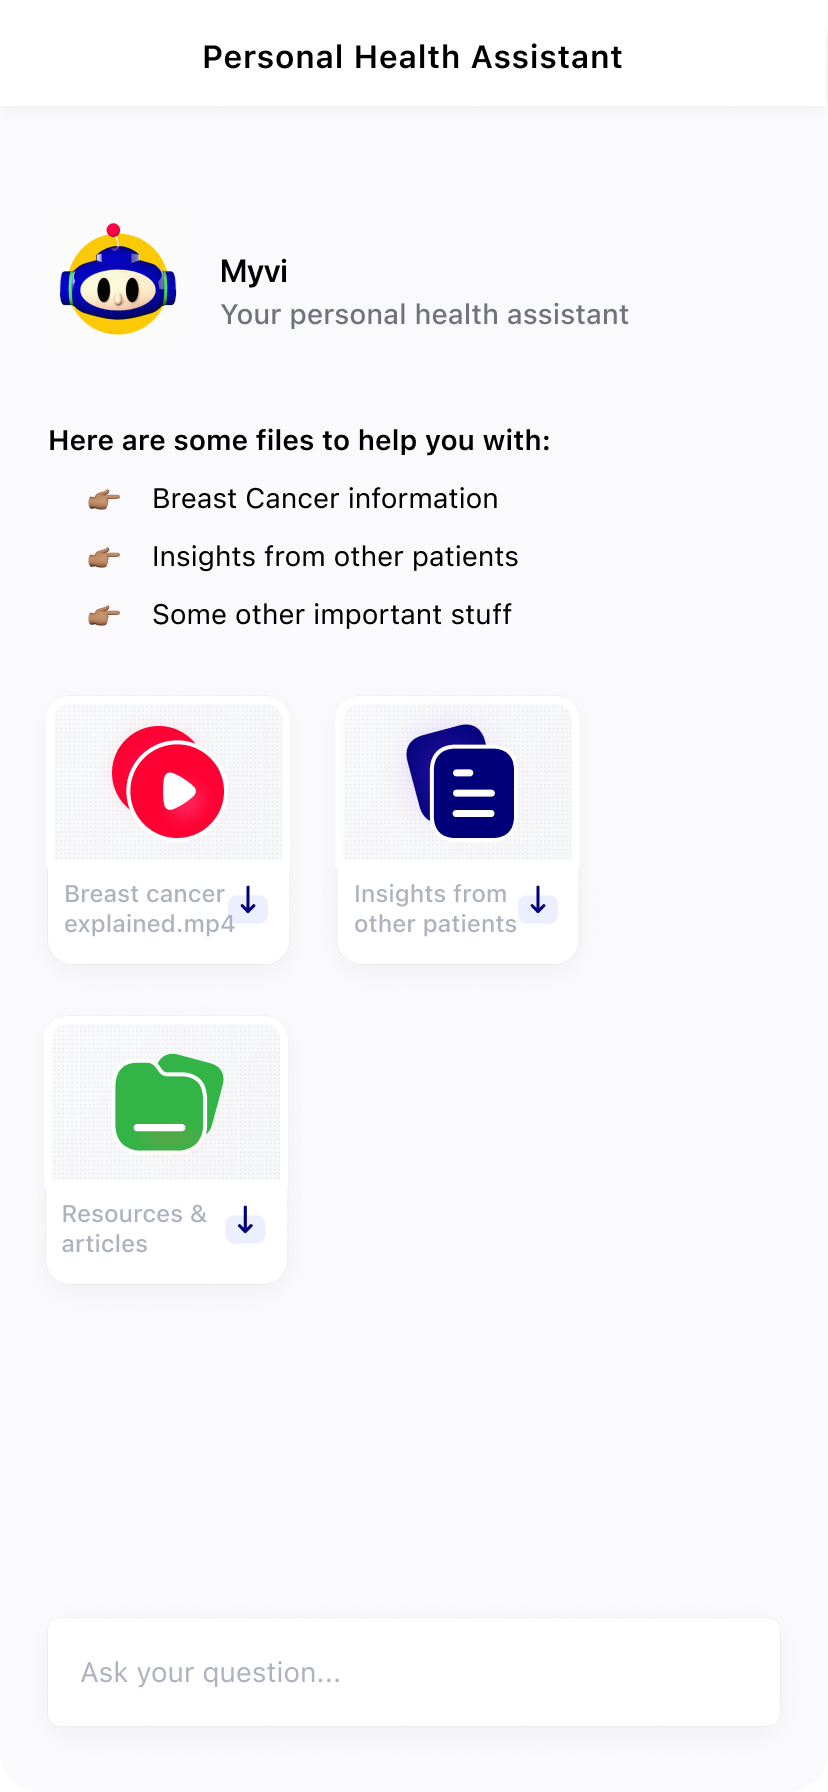 Personal Health Assistant
Myvi
Your personal health assistant
Here are some files to help you with:
👉🏽 Breast Cancer information
👉🏽 Insights from other patients
👉🏽 Some other important stuff
Breast cancer
explained.mp4
Insights from
other patients
Resources &
articles
Ask your question...